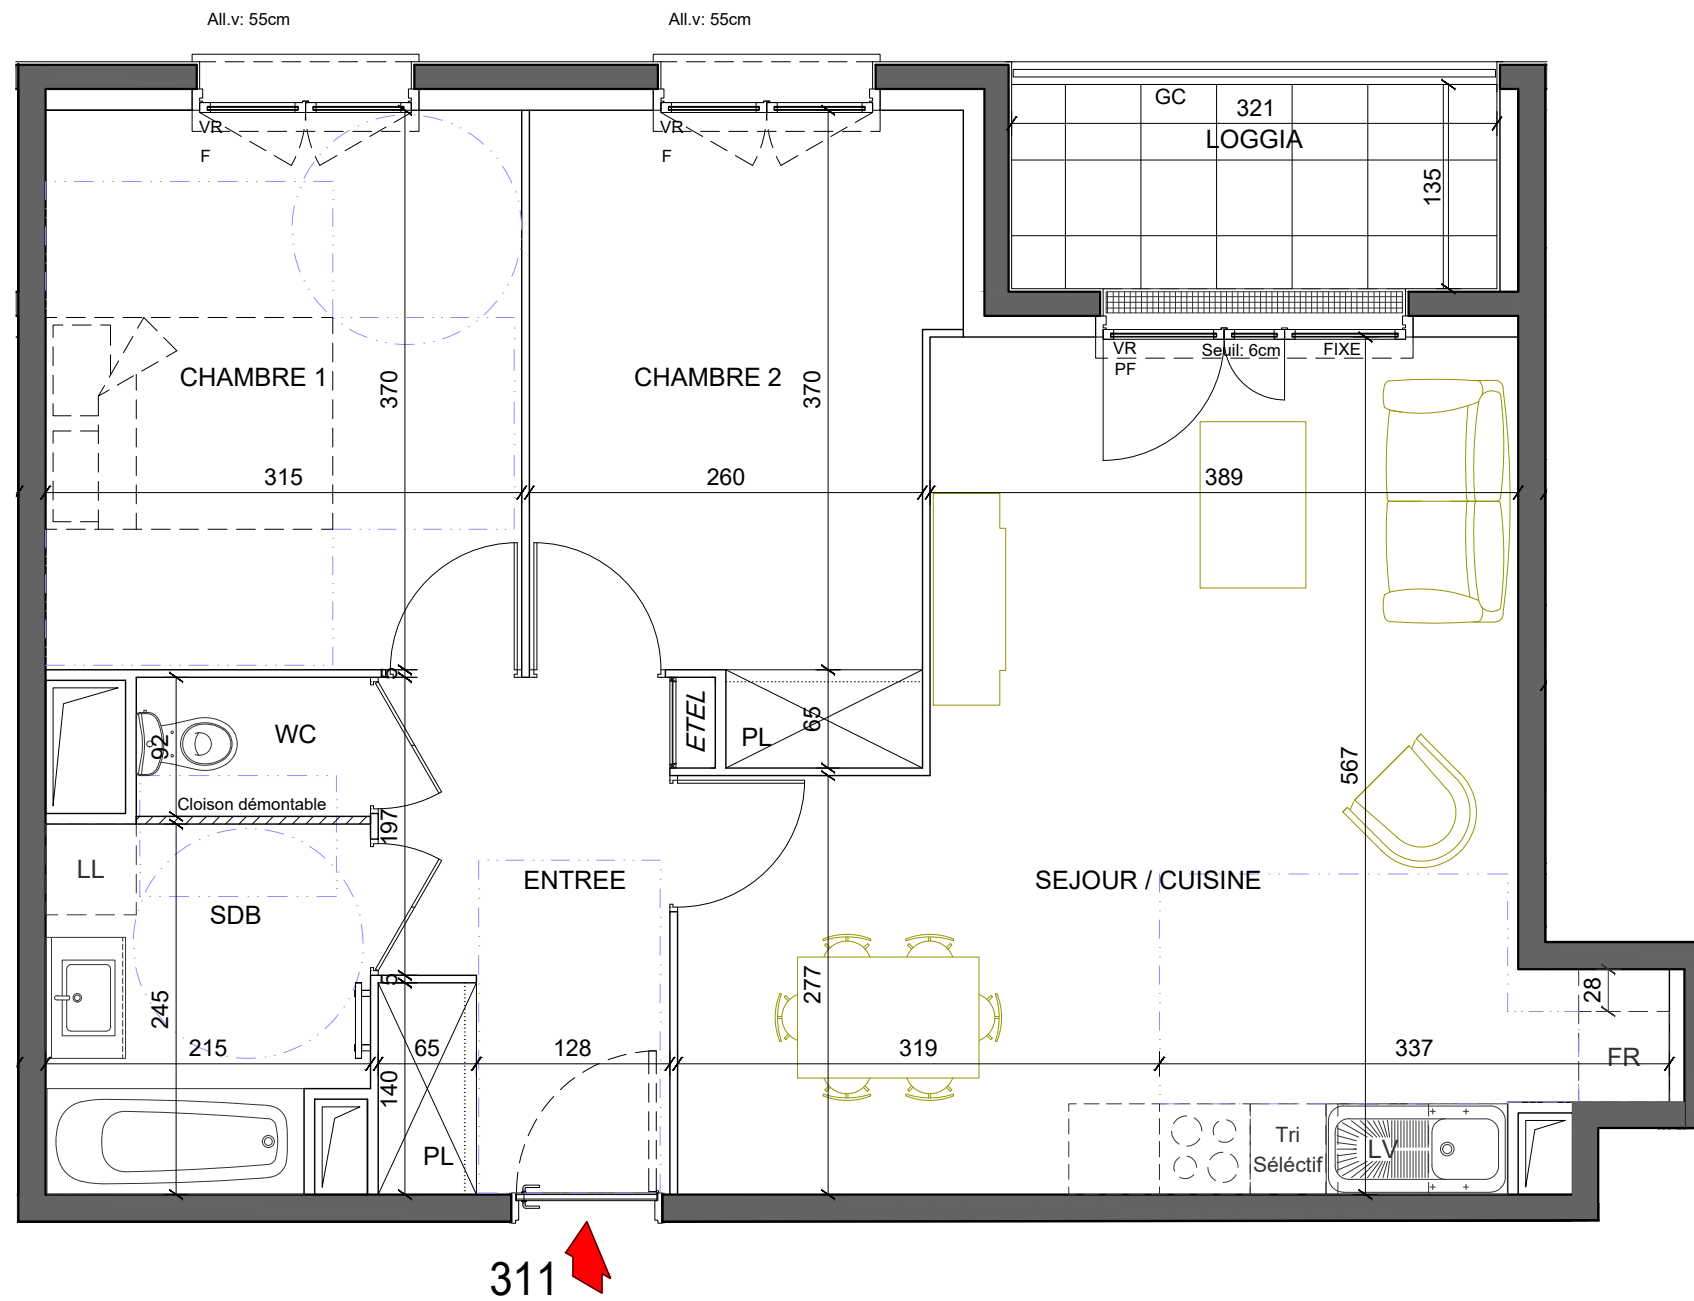 All.v: 55cm
All.v: 55cm
VR
F
VR
F
GC
321
LOGGIA
135
VR
PF
Seuil: 6cm
FIXE
CHAMBRE 1
370
CHAMBRE 2
370
315
260
389
5
WC
92
ETEL
PL
65
567
Cloison démontable
197
LL
SDB
ENTREE
SEJOUR / CUISINE
5
245
277
28
215
65
128
319
337
FR
140
PL
Tri
Séléctif
LV
311